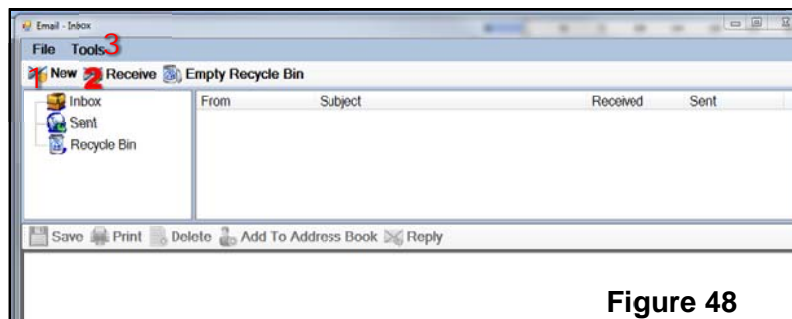 Email - Inbox
File Tools 3
1 New 2 Receive Empty Recycle Bin
Inbox
From Subject Received Sent
Sent
Recycle Bin
Save Print Delete Add To Address Book Reply
Figure 48